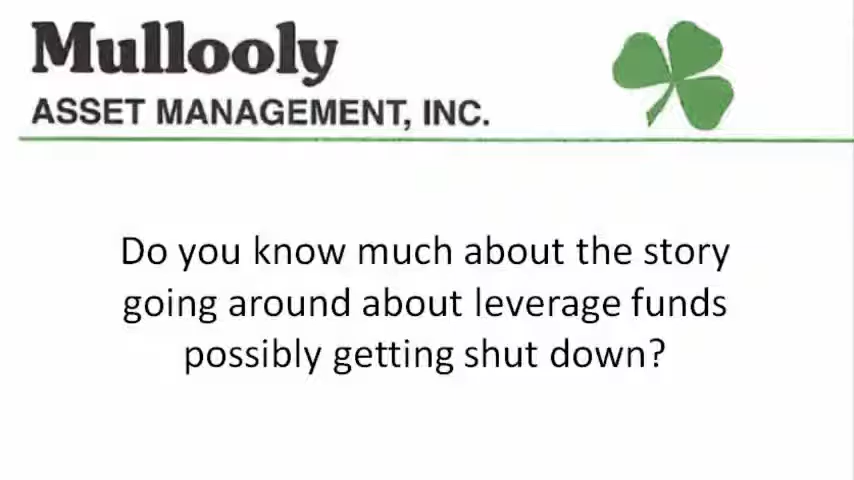 Mullooly
ASSET MANAGEMENT, INC.
Do you know much about the story
going around about leverage funds
possibly getting shut down?